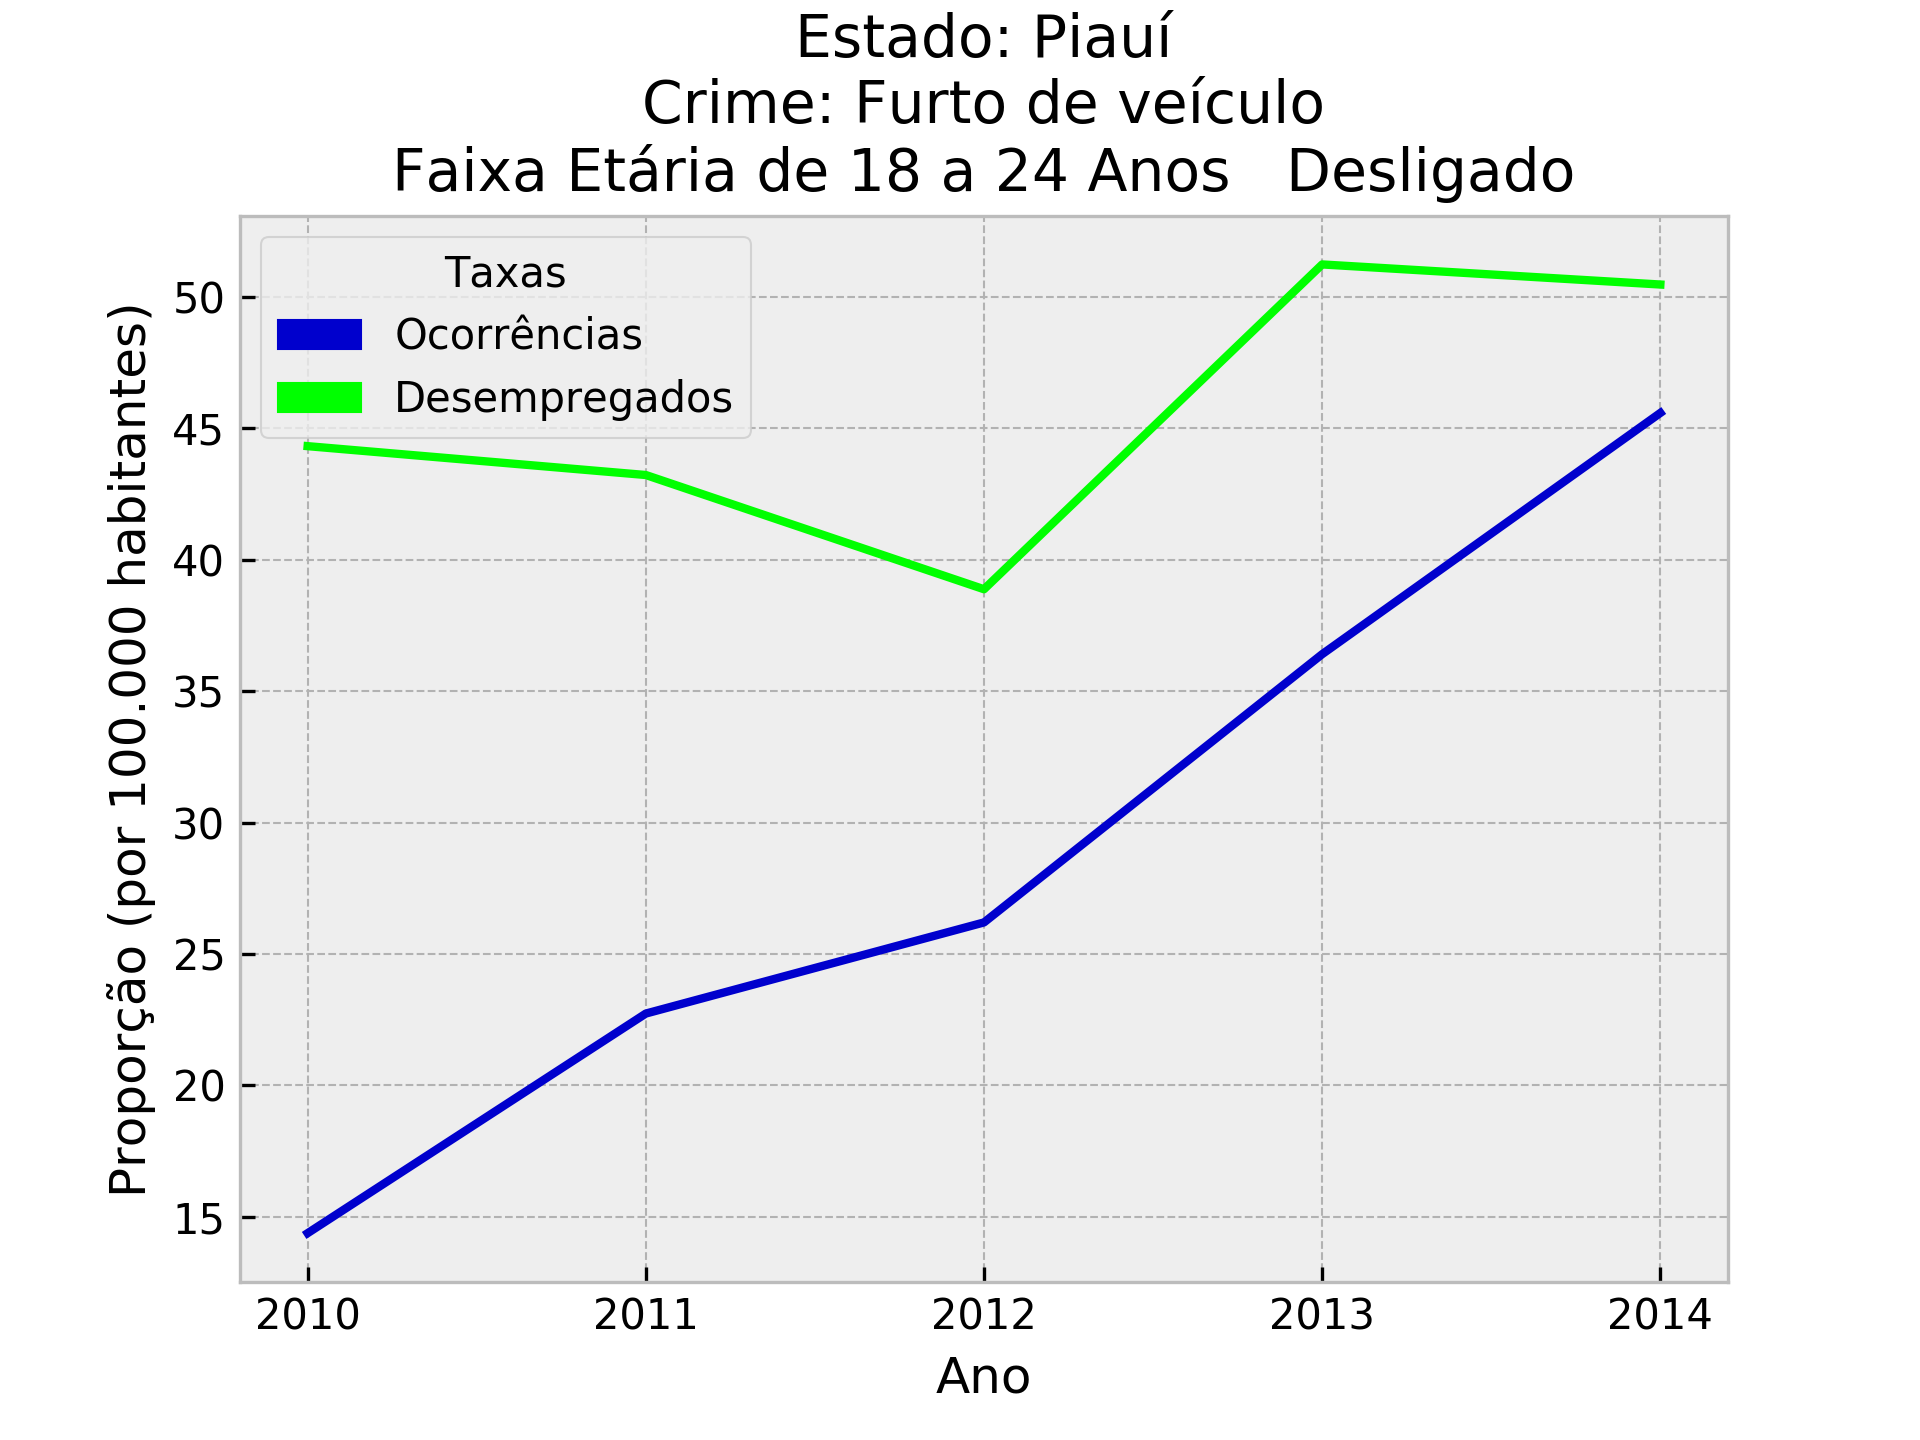 Estado: Piauí
Crime: Furto de veículo
Faixa Etária de 18 a 24 Anos   Desligado
Taxas
Ocorrências
Desempregados
Proporção (por 100.000 habitantes)
50
45
40
35
30
25
20
15
2010 2011 2012 2013 2014
Ano